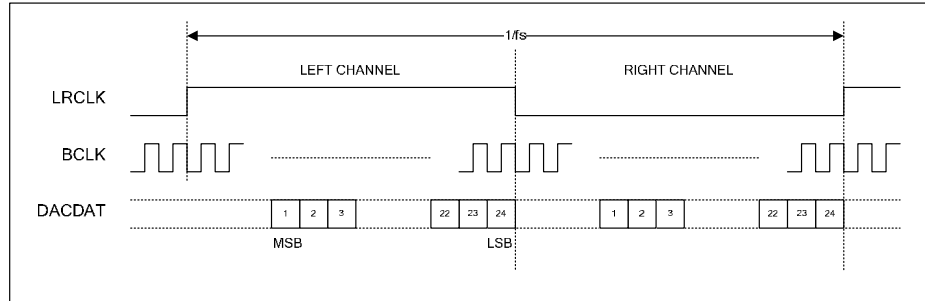 1/fs
LEFT CHANNEL RIGHT CHANNEL
LRCLK
BCLK
DACDAT
1 2 3 22 23 24 1 2 3 22 23 24
MSB LSB